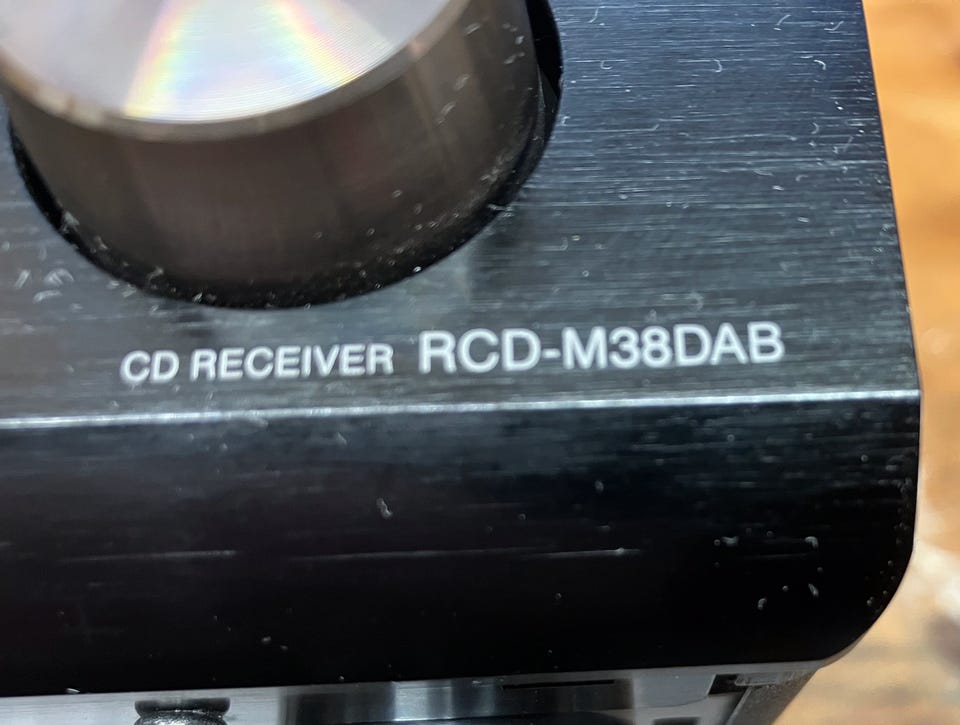 CD RECEIVER RCD-M38DAB